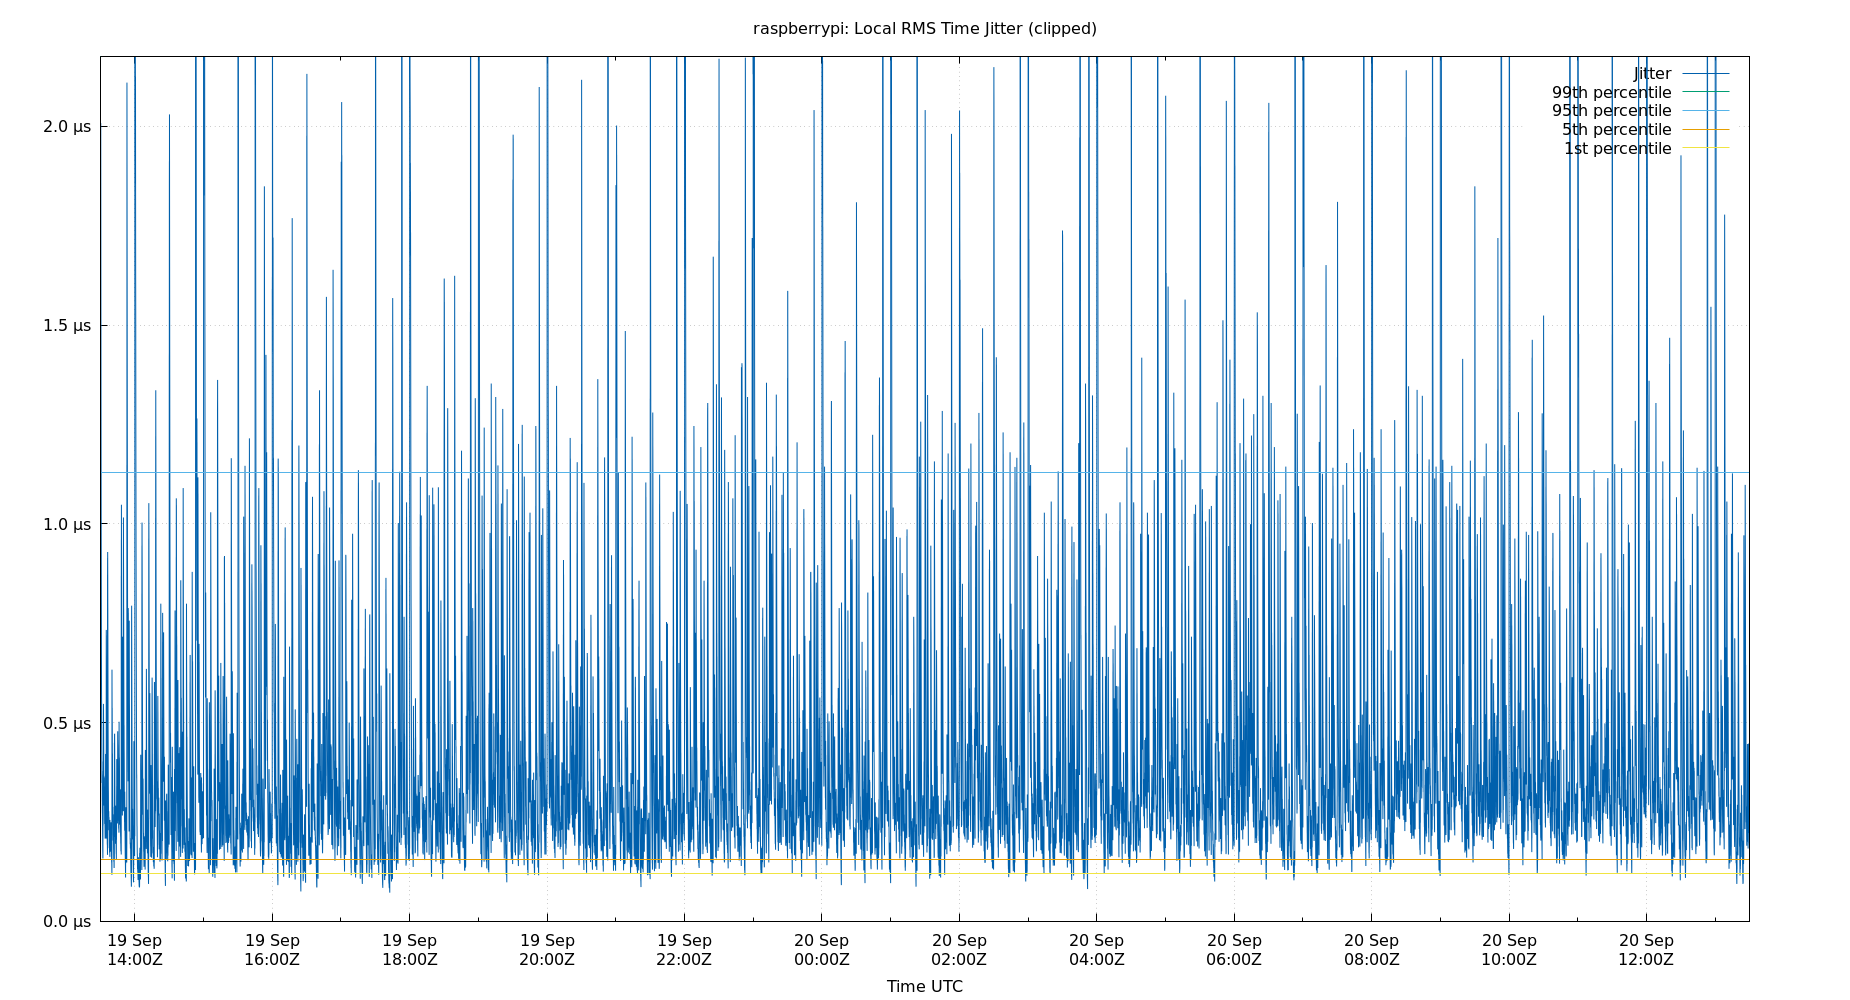 raspberrypi: Local RMS Time Jitter (clipped)
Jitter
99th percentile
95th percentile
5th percentile
1st percentile
2.0 µs
1.5 µs
1.0 µs
0.5 µs
0.0 µs
19 Sep 19 Sep 19 Sep 19 Sep 19 Sep 20 Sep 20 Sep 20 Sep 20 Sep 20 Sep 20 Sep 20 Sep
14:00Z 16:00Z 18:00Z 20:00Z 22:00Z 00:00Z 02:00Z 04:00Z 06:00Z 08:00Z 10:00Z 12:00Z
Time UTC